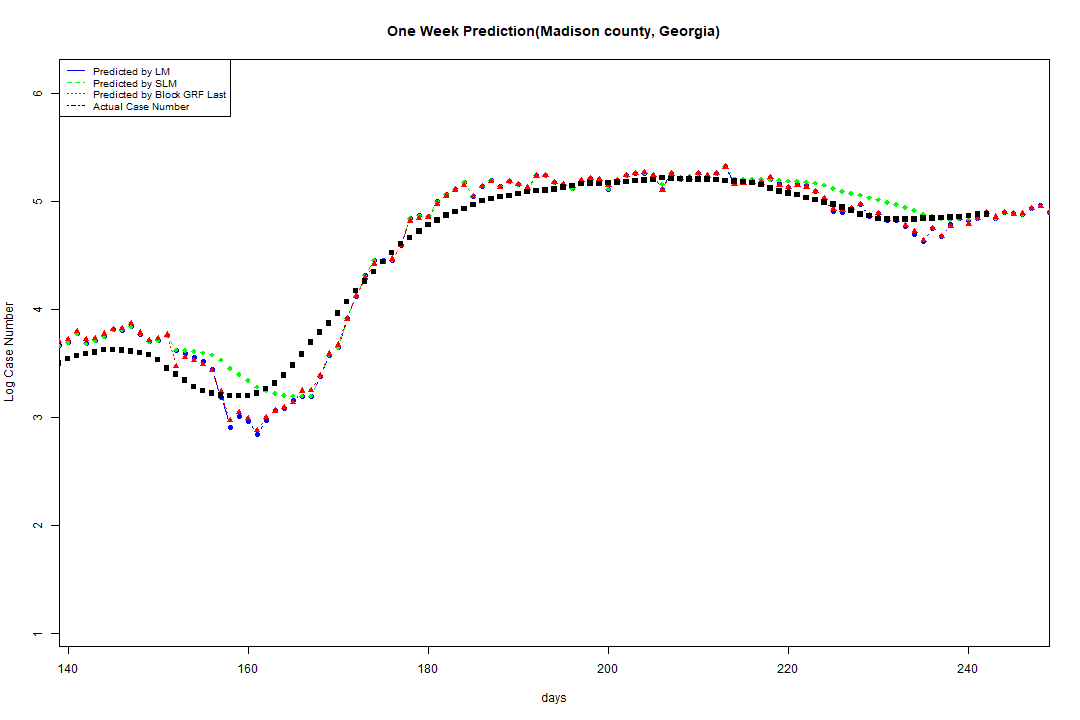 One Week Prediction(Madison county, Georgia)
Predicted by LM
Predicted by SLM
Predicted by Block GRF Last
Actual Case Number
6
5
4
3
2
1
Log Case Number
140 160 180 200 220 240
days